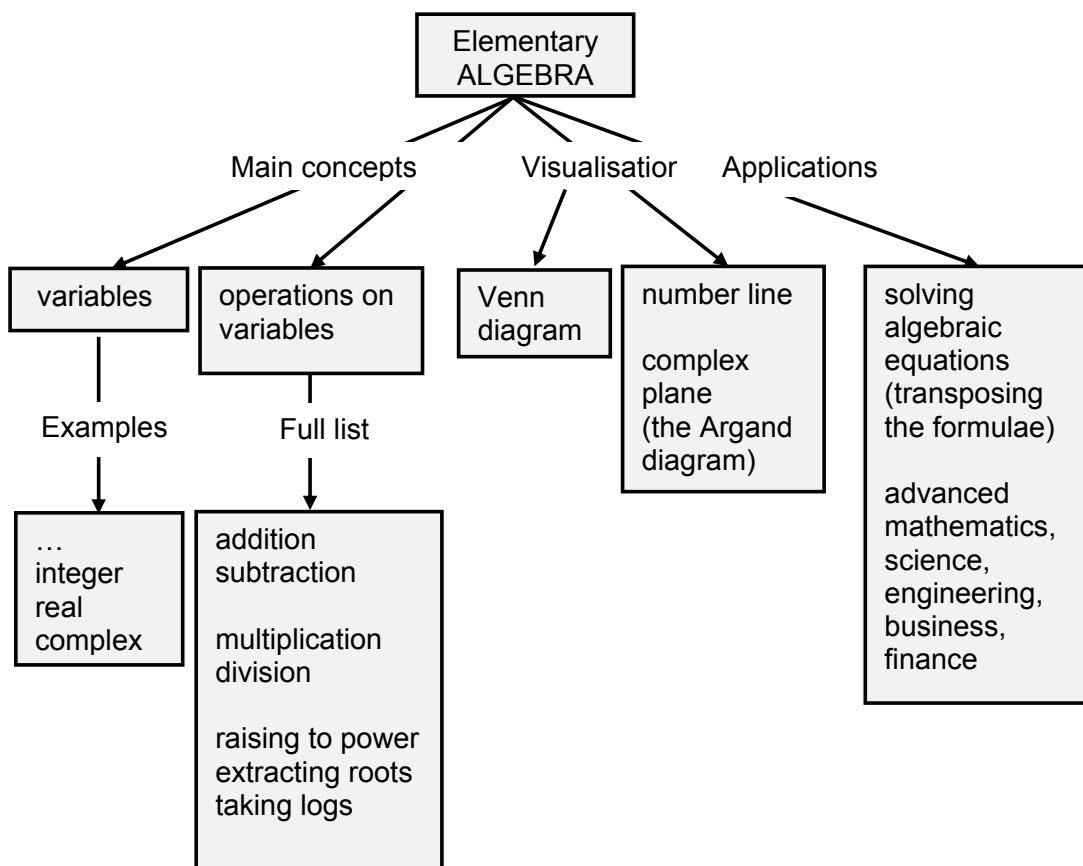 Elementary
ALGEBRA
Main concepts
Visualisatior
Applications
variables
operations on
variables
Venn
diagram
number line
complex
plane
(the Argand
diagram)
solving
algebraic
equations
(transposing
the formulae)
advanced
mathematics,
science,
engineering,
business,
finance
Examples
Full list
…
integer
real
complex
addition
subtraction
multiplication
division
raising to power
extracting roots
taking logs